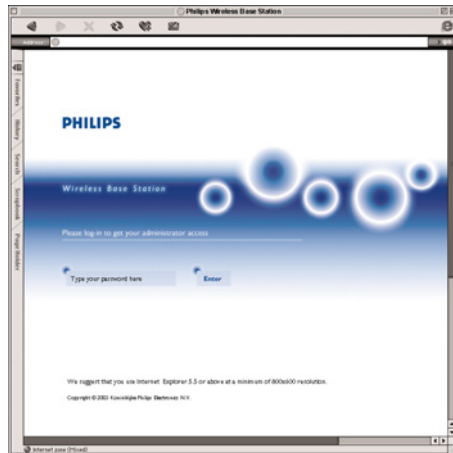 Philips Wireless Base Station
Address
Favorites
History
Search
Scrapbook
Page Holder
PHILIPS
Wireless Base Station
Please log-in to get your administrator access
Type your password here
Enter
We suggest that you use Internet Explorer 5.5 or above at a minimum of 800x600 resolution.
Copyright © 2002 Koninklijke Philips Electronics N.V.
Internet zone (Mixed)